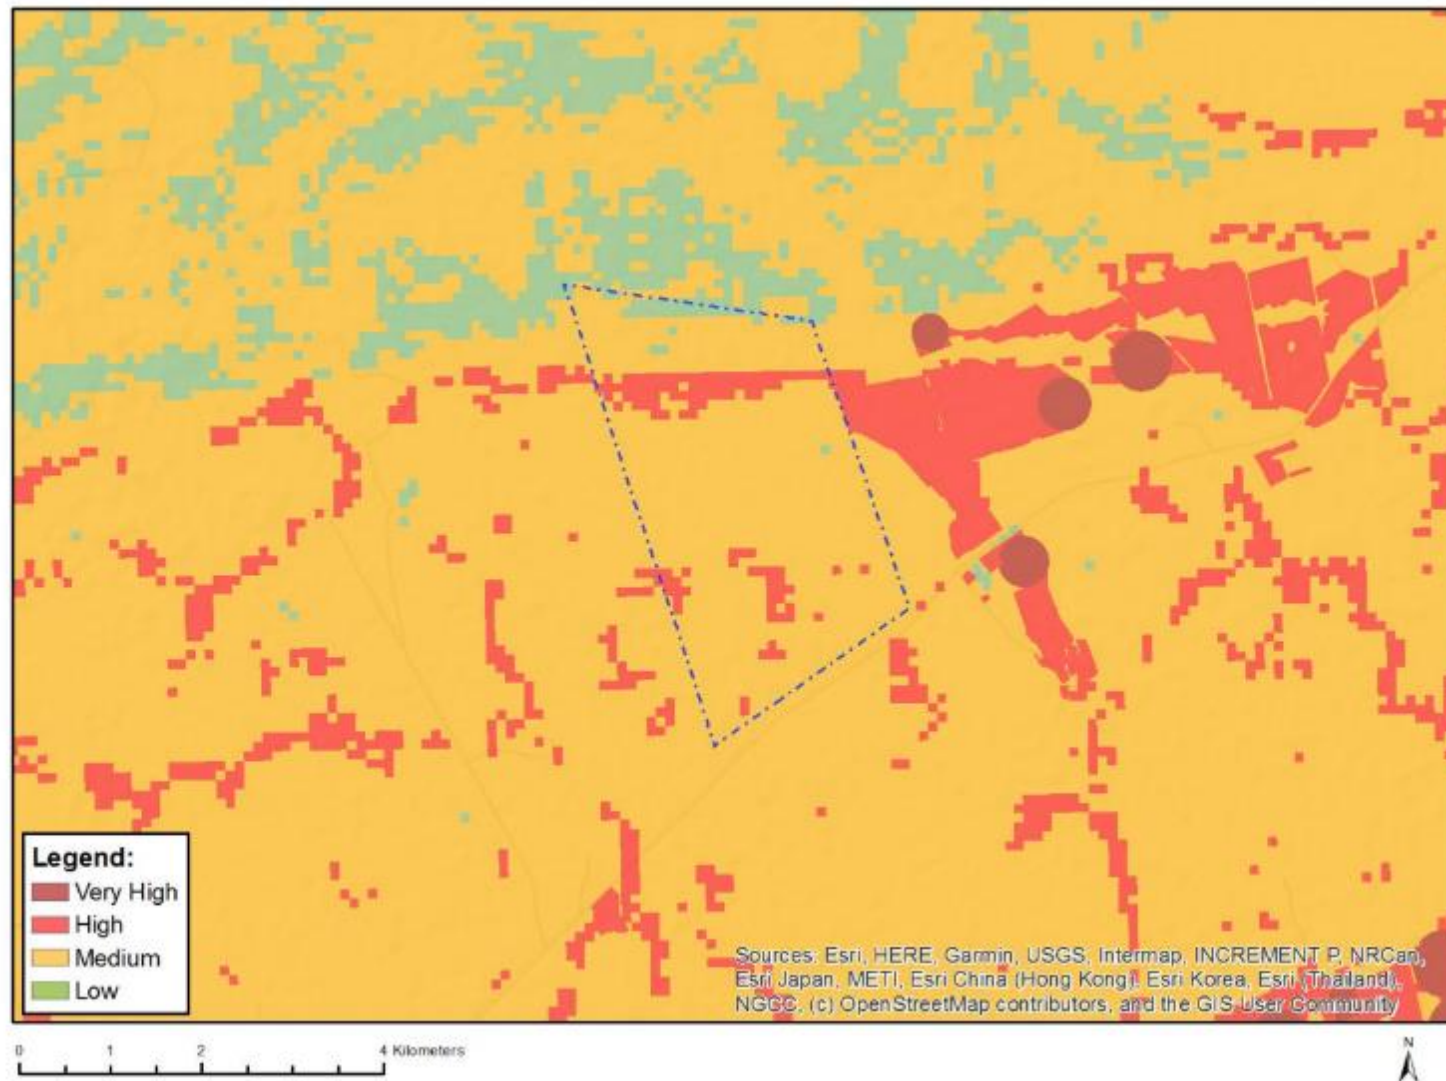 Legend:
Very High
High
Medium
Low
Sources: Esri, HERE, Garmin, USGS, Intermap, INCREMENT P, NRCan,
Esri Japan, METI, Esri China (Hong Kong), Esri Korea, Esri (Thailand),
NGCC, (c) OpenStreetMap contributors, and the GIS User Community
0 1 2 4 Kilometers
N